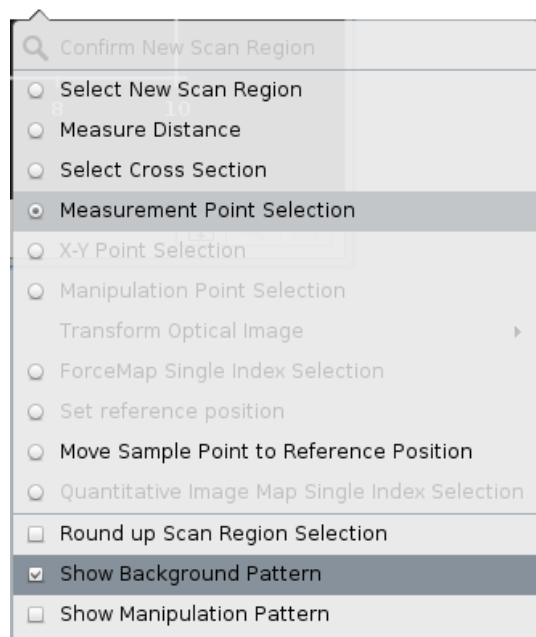 Confirm New Scan Region
Select New Scan Region
8 10
Measure Distance
Select Cross Section
Measurement Point Selection
X-Y Point Selection
Manipulation Point Selection
Transform Optical Image
ForceMap Single Index Selection
Set reference position
Move Sample Point to Reference Position
Quantitative Image Map Single Index Selection
Round up Scan Region Selection
Show Background Pattern
Show Manipulation Pattern